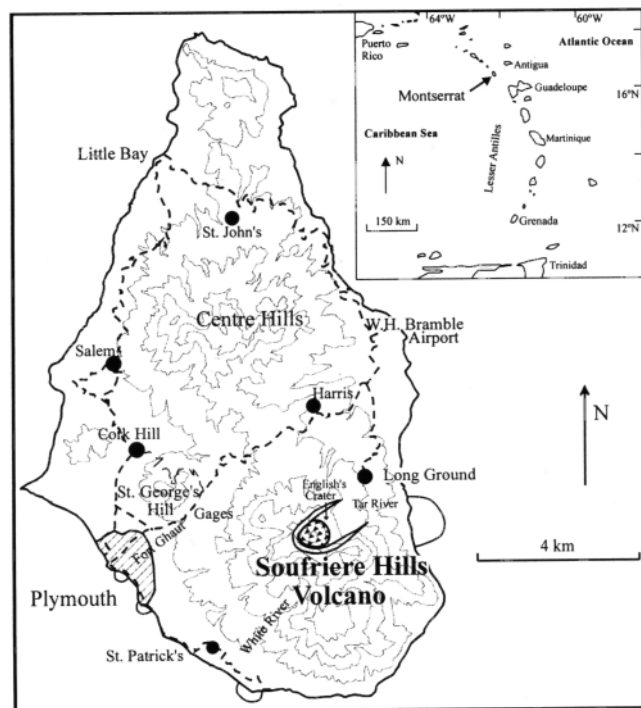 64°W
60°W
Puerto
Rico
Atlantic Ocean
Antigua
Guadeloupe
Montserrat
16°N
Caribbean Sea
Martinique
N
Lesser Antilles
150 km
Grenada
12°N
Trinidad
Little Bay
St. John's
Centre Hills
W.H. Bramble
Airport
Salem
Harris
N
Cork Hill
Long Ground
St. George's
Hill
English's
Crater
Tar River
Gages
Fort Ghaut
4 km
Soufriere Hills
Volcano
Plymouth
White River
St. Patrick's